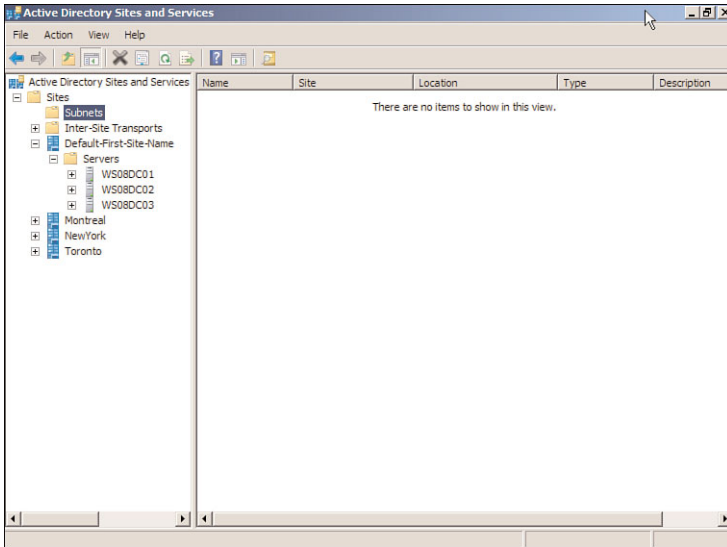 Active Directory Sites and Services
File Action View Help
Active Directory Sites and Services
Name Site Location Type Description
Sites
There are no items to show in this view.
Subnets
Inter-Site Transports
Default-First-Site-Name
Servers
WS08DC01
WS08DC02
WS08DC03
Montreal
NewYork
Toronto